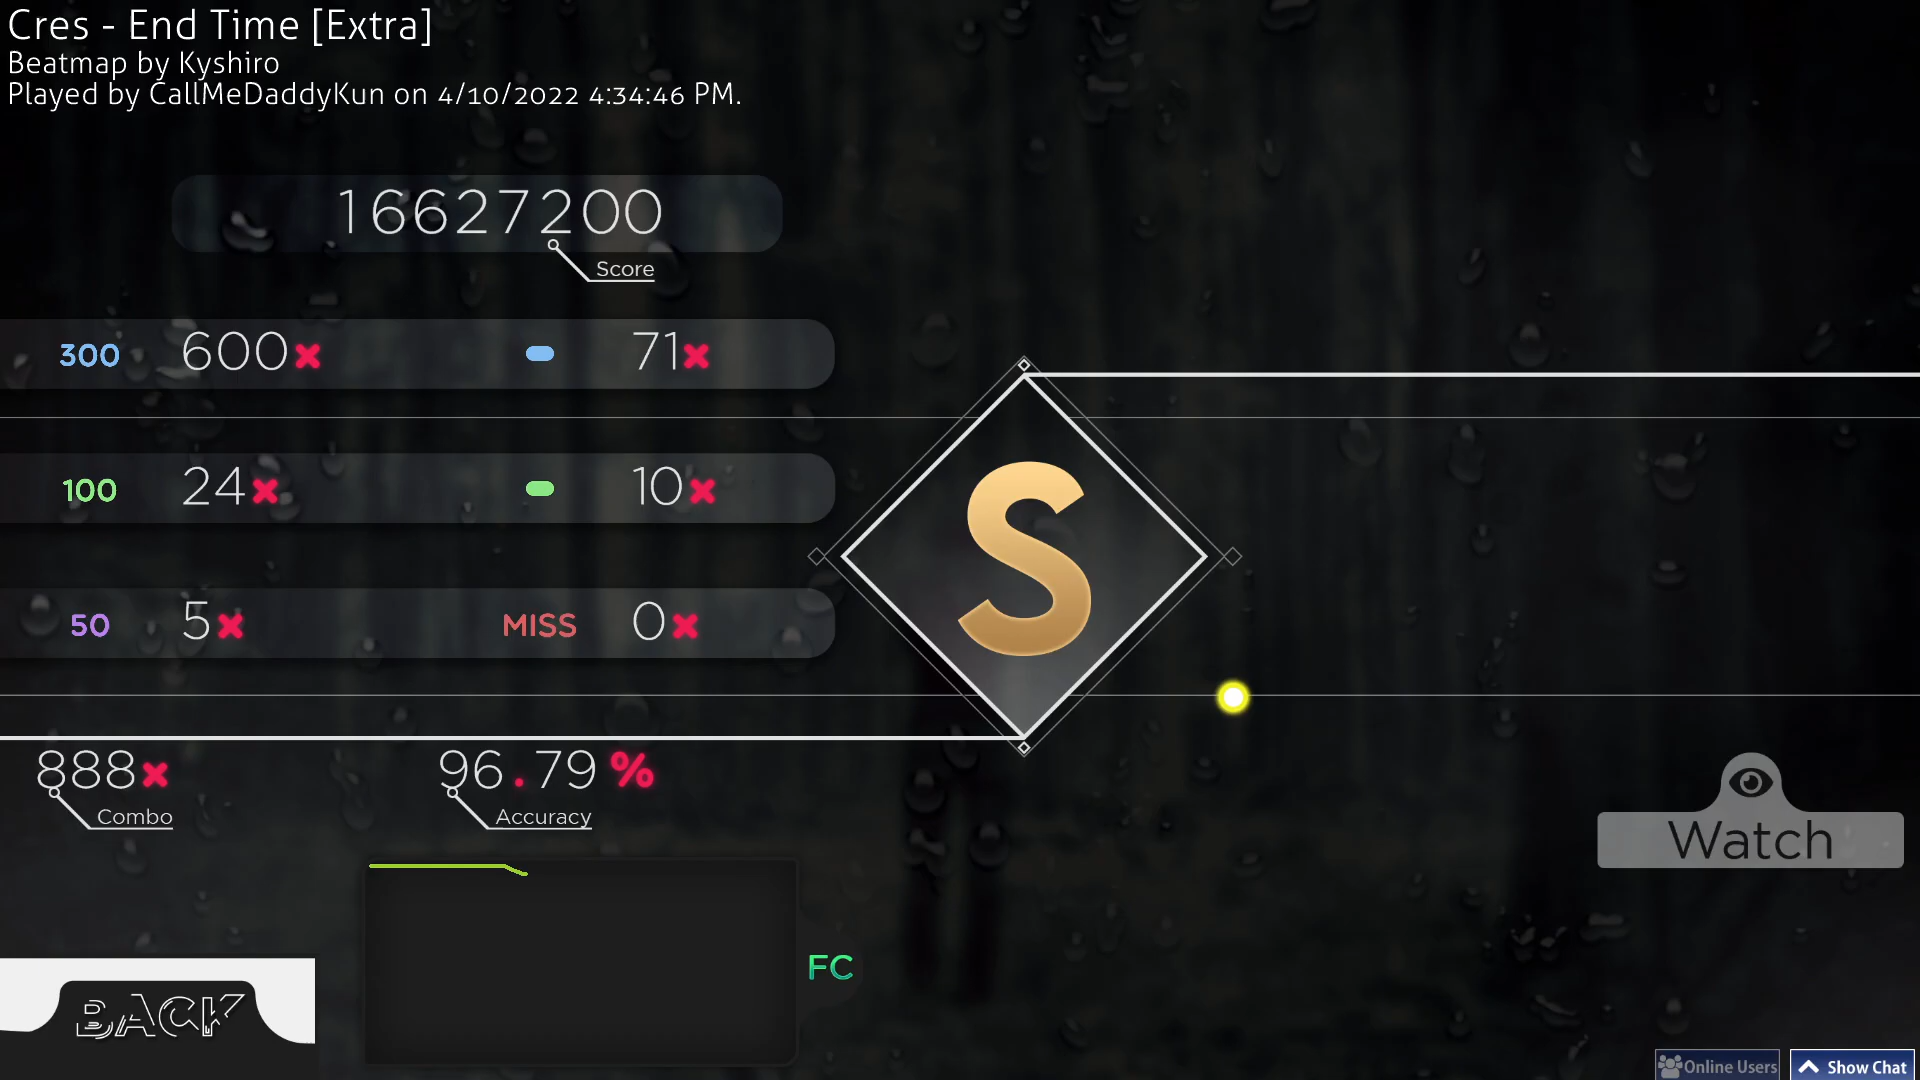 Cres - End Time [Extra]
Beatmap by Kyshiro
Played by CallMeDaddyKun on 4/10/2022 4:34:46 PM.
16627200
Score
300 600x 71x
100 24x 10x
50 5x MISS 0x
S
888x
Combo
96.79%
Accuracy
Watch
FC
BACK
Online Users
Show Chat